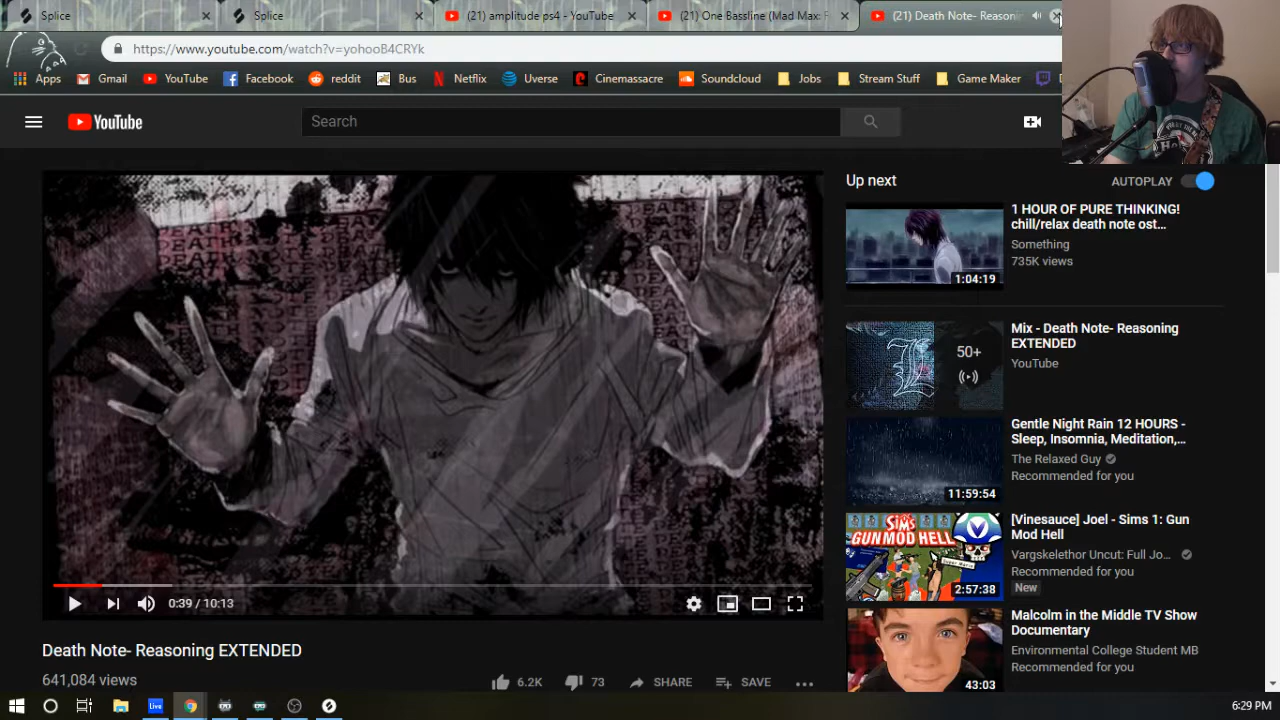 Splice
Splice
(21) amplitude ps4 - YouTube
(21) One Bassline (Mad Max: F
(21) Death Note- Reasonin
https://www.youtube.com/watch?v=yohooB4CRYk
Apps
Gmail
YouTube
Facebook
reddit
Bus
Netflix
Uverse
Cinemassacre
Soundcloud
Jobs
Stream Stuff
Game Maker
YouTube
Search
Up next
AUTOPLAY
1 HOUR OF PURE THINKING!
chill/relax death note ost...
Something
735K views
1:04:19
Mix - Death Note- Reasoning
EXTENDED
YouTube
50+
Gentle Night Rain 12 HOURS -
Sleep, Insomnia, Meditation,...
The Relaxed Guy
Recommended for you
11:59:54
[Vinesauce] Joel - Sims 1: Gun
Mod Hell
Vargskelethor Uncut: Full Jo...
Recommended for you
New
SIMS
GUN MOD HELL
2:57:38
Malcolm in the Middle TV Show
Documentary
Environmental College Student MB
Recommended for you
43:03
0:39 / 10:13
Death Note- Reasoning EXTENDED
641,084 views
6.2K
73
SHARE
SAVE
Live
6:29 PM